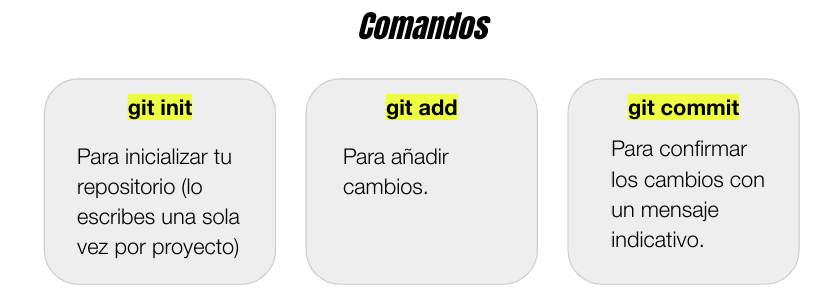 Comandos
git init
Para inicializar tu
repositorio (lo
escribes una sola
vez por proyecto)
git add
Para añadir
cambios.
git commit
Para confirmar
los cambios con
un mensaje
indicativo.